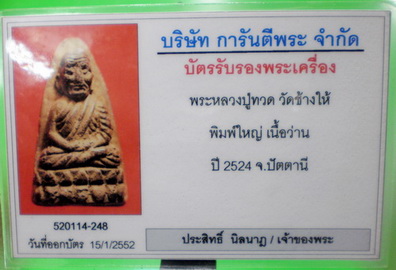 บริษัท การันตีพระ จำกัด
บัตรรับรองพระเครื่อง
พระหลวงปู่ทวด วัดช้างให้
พิมพ์ใหญ่ เนื้อว่าน
ปี 2524 จ.ปัตตานี
520114-248
วันที่ออกบัตร 15/1/2552
ประสิทธิ์ นิลนาฎ / เจ้าของพระ